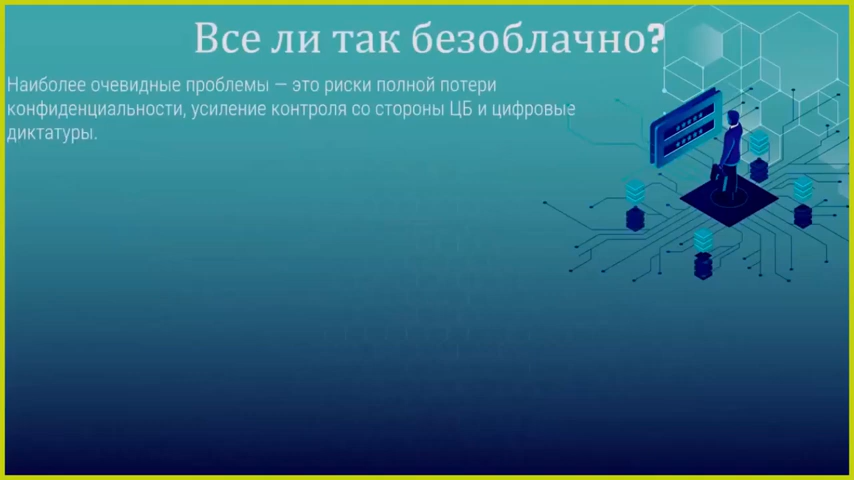 Все ли так безоблачно?
Наиболее очевидные проблемы — это риски полной потери
конфиденциальности, усиление контроля со стороны ЦБ и цифровые
диктатуры.